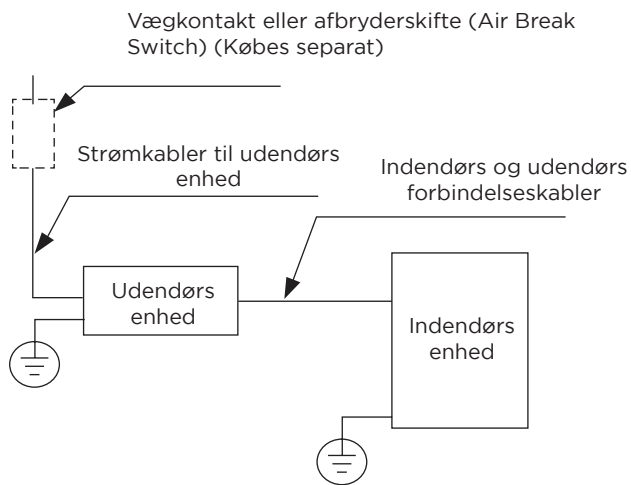 Vægkontakt eller afbryderskifte (Air Break
Switch) (Købes separat)
Strømkabler til udendørs
enhed
Indendørs og udendørs
forbindelseskabler
Udendørs
enhed
Indendørs
enhed